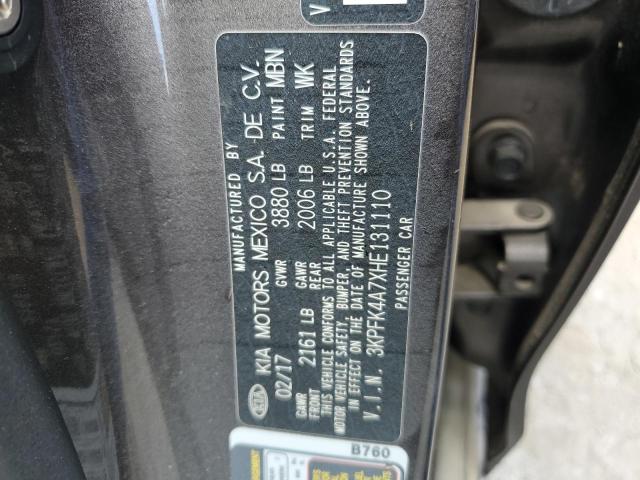 MANUFACTURED BY
KIA KIA MOTORS MEXICO S.A. DE C.V.
02/17 GVWR 3880 LB PAINT MBN
GAWR FRONT 2161 LB GAWR REAR 2006 LB TRIM WK
THIS VEHICLE CONFORMS TO ALL APPLICABLE U.S.A. FEDERAL
MOTOR VEHICLE SAFETY, BUMPER, AND THEFT PREVENTION STANDARDS
IN EFFECT ON THE DATE OF MANUFACTURE SHOWN ABOVE.
V.I.N. 3KPFK4A7XHE131110
PASSENGER CAR
B760
V